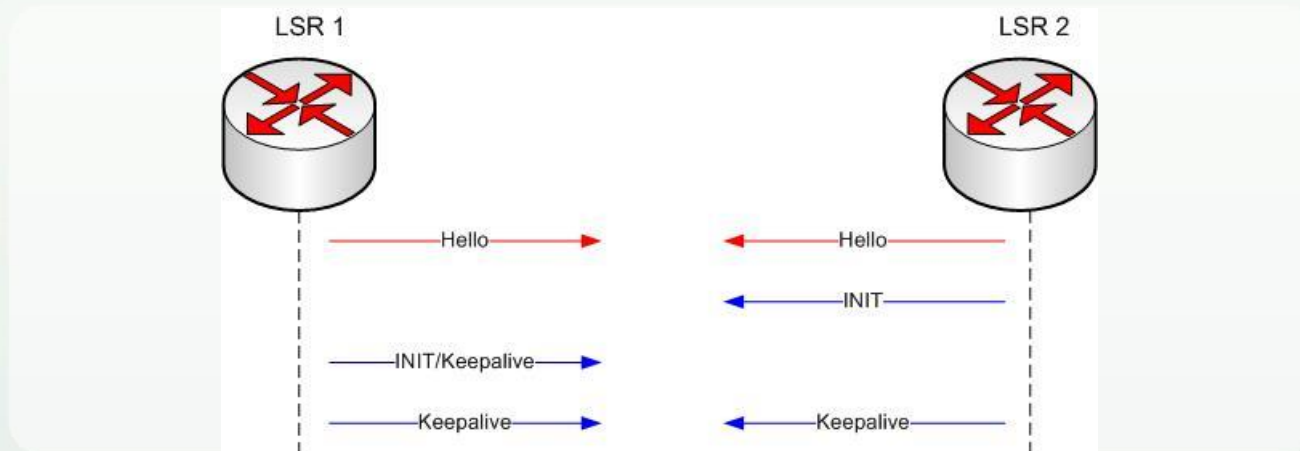 LSR 1
LSR 2
Hello
Hello
INIT
INIT/Keepalive
Keepalive
Keepalive